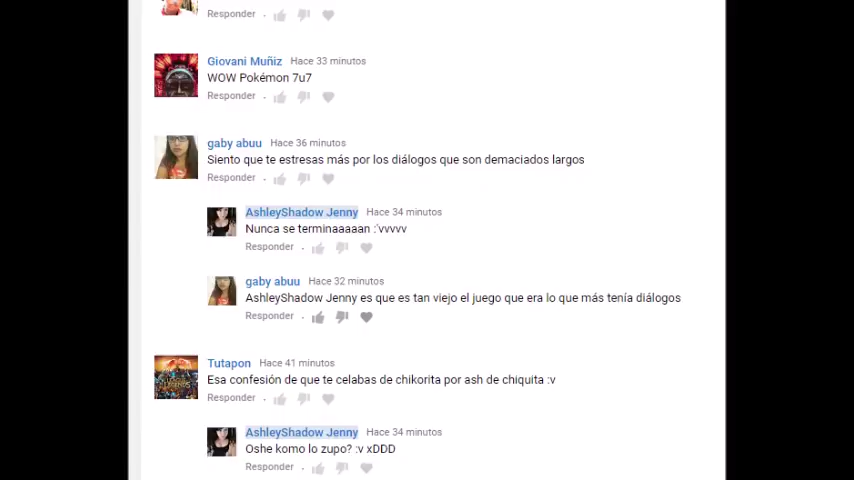 Responder
Giovani Muñiz Hace 33 minutos
WOW Pokémon 7u7
Responder
gaby abuu Hace 36 minutos
Siento que te estresas más por los diálogos que son demaciados largos
Responder
AshleyShadow Jenny Hace 34 minutos
Nunca se terminaaaaan :'vvvvv
Responder
gaby abuu Hace 32 minutos
AshleyShadow Jenny es que es tan viejo el juego que era lo que más tenía diálogos
Responder
Tutapon Hace 41 minutos
Esa confesión de que te celabas de chikorita por ash de chiquita :v
Responder
AshleyShadow Jenny Hace 34 minutos
Oshe komo lo zupo? :v xDDD
Responder